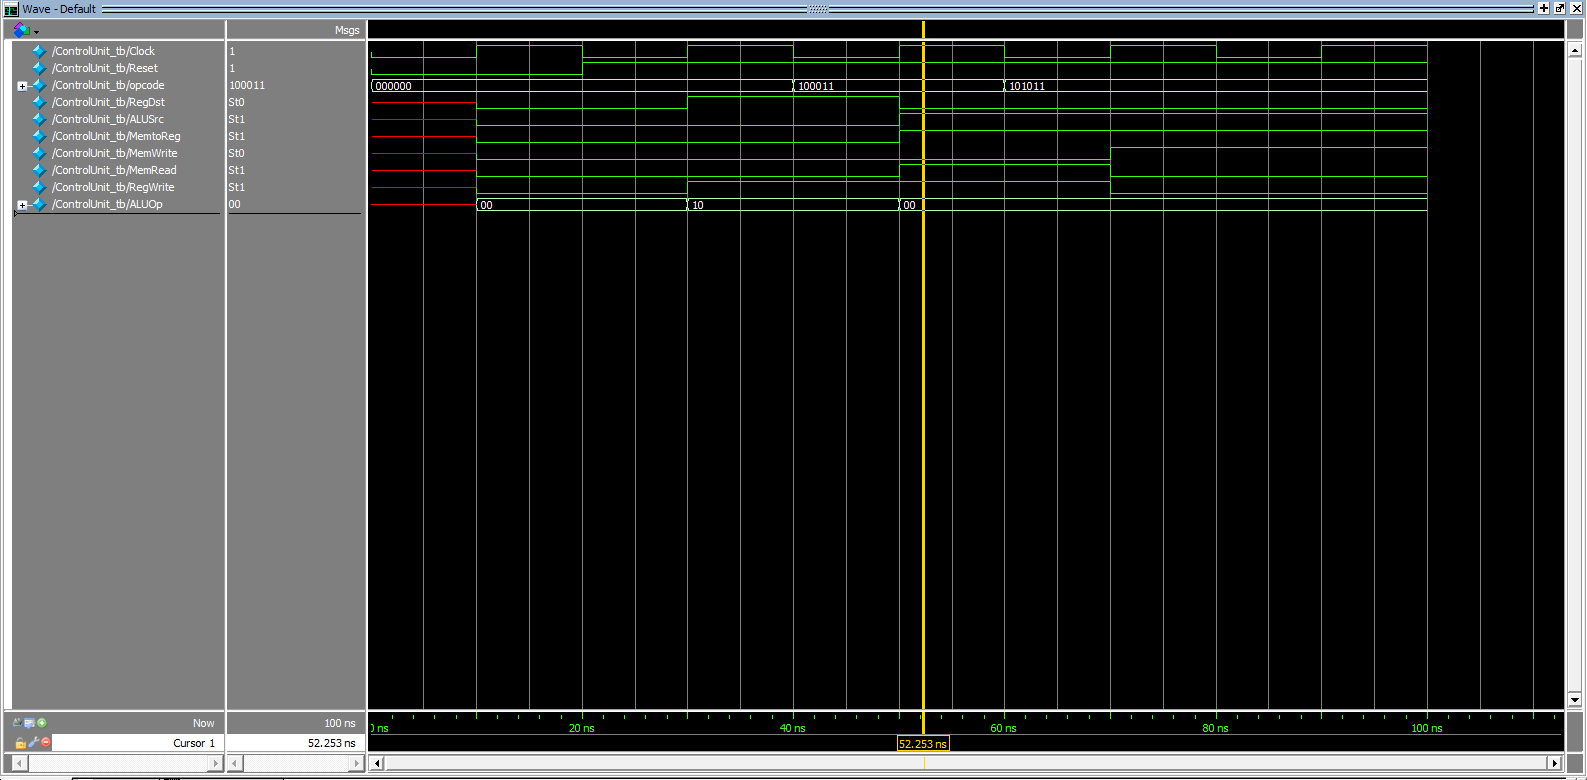 Wave - Default
Msgs
/ControlUnit_tb/Clock 1
/ControlUnit_tb/Reset 1
/ControlUnit_tb/opcode 100011 000000 100011 101011
/ControlUnit_tb/RegDst St0
/ControlUnit_tb/ALUSrc St1
/ControlUnit_tb/MemtoReg St1
/ControlUnit_tb/MemWrite St0
/ControlUnit_tb/MemRead St1
/ControlUnit_tb/RegWrite St1
/ControlUnit_tb/ALUOp 00 00 10 00
Now 100 ns ns 20 ns 40 ns 60 ns 80 ns 100 ns
Cursor 1 52.253 ns 52.253 ns